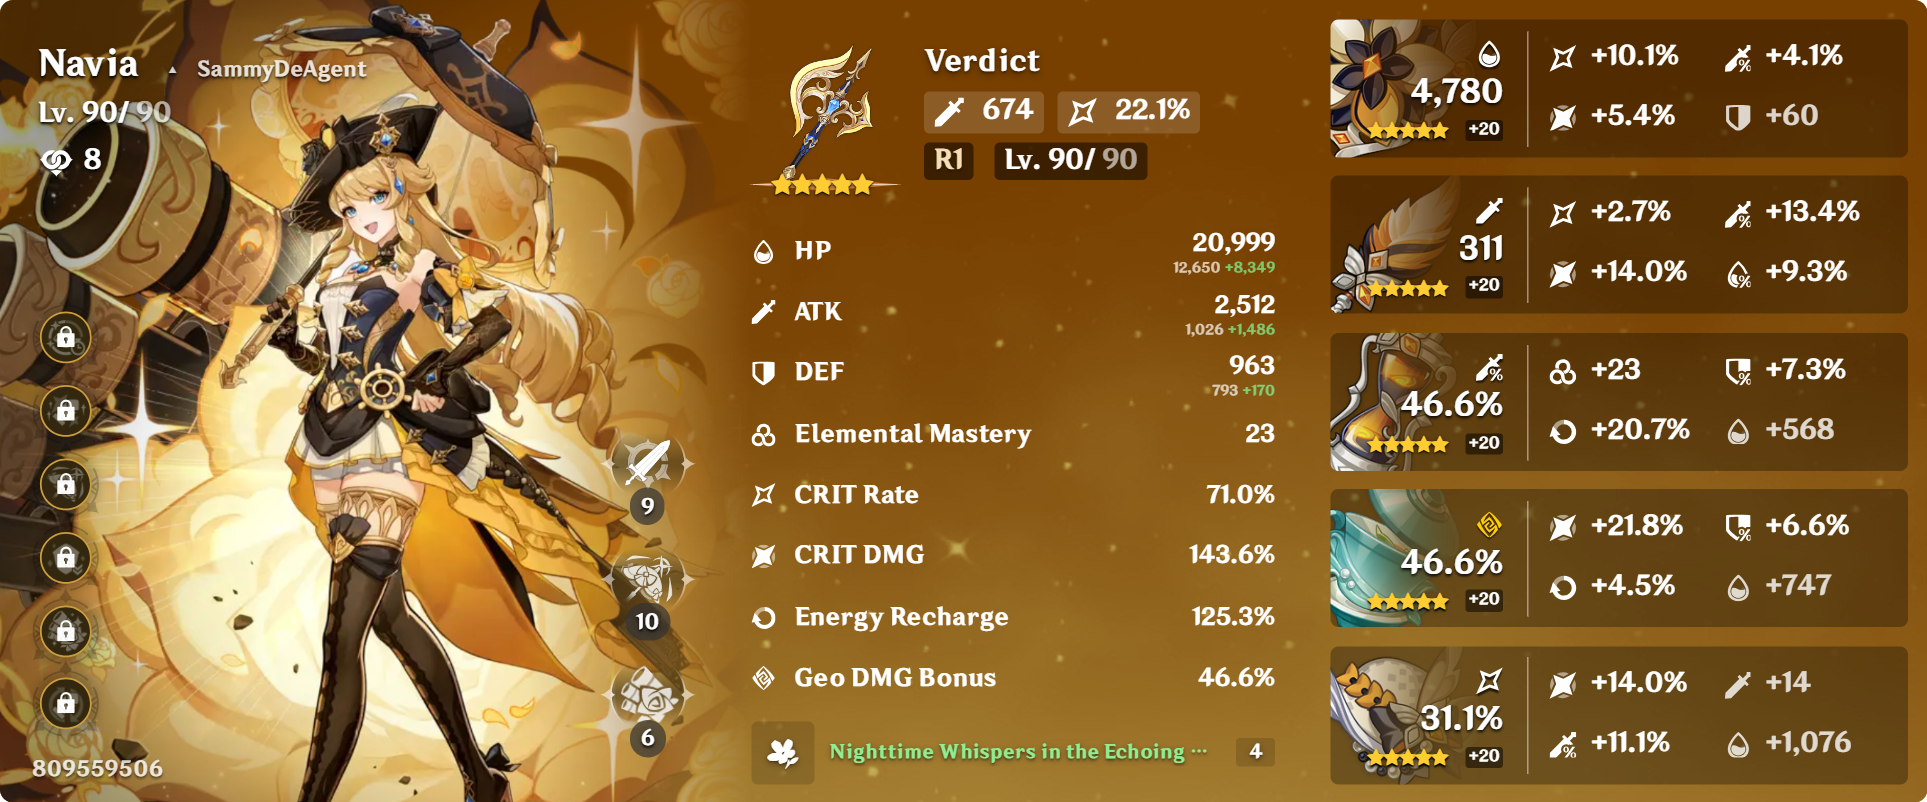 Navia ▲ SammyDeAgent
Lv. 90/ 90
8
9
10
6
809559506
Verdict
674 22.1%
R1 Lv. 90/ 90
HP 20,999
12,650 +8,349
ATK 2,512
1,026 +1,486
DEF 963
793 +170
Elemental Mastery 23
CRIT Rate 71.0%
CRIT DMG 143.6%
Energy Recharge 125.3%
Geo DMG Bonus 46.6%
Nighttime Whispers in the Echoing ··· 4
4,780
+20
+10.1% +4.1%
+5.4% +60
311
+20
+2.7% +13.4%
+14.0% +9.3%
46.6%
+20
+23 +7.3%
+20.7% +568
46.6%
+20
+21.8% +6.6%
+4.5% +747
31.1%
+20
+14.0% +14
+11.1% +1,076